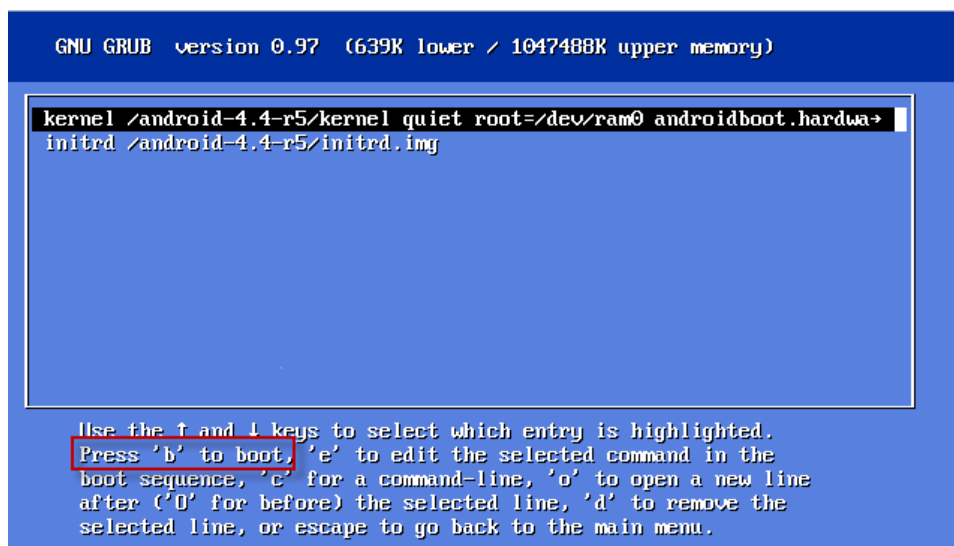 GNU GRUB version 0.97 (639K lower / 1047488K upper memory)
kernel /android-4.4-r5/kernel quiet root=/dev/ram0 androidboot.hardwa→
initrd /android-4.4-r5/initrd.img
Use the ↑ and ↓ keys to select which entry is highlighted.
Press 'b' to boot, 'e' to edit the selected command in the
boot sequence, 'c' for a command-line, 'o' to open a new line
after ('O' for before) the selected line, 'd' to remove the
selected line, or escape to go back to the main menu.